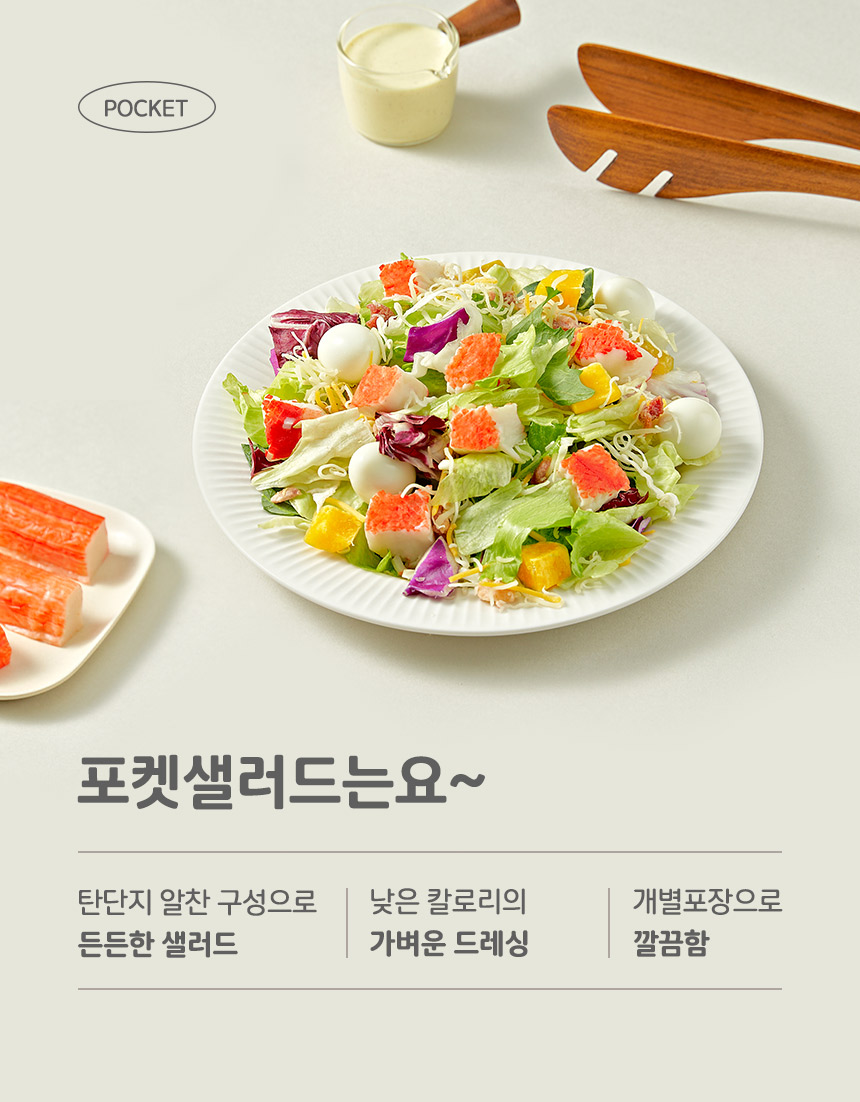 POCKET
포켓샐러드는요~
탄단지 알찬 구성으로
든든한 샐러드
낮은 칼로리의
가벼운 드레싱
개별포장으로
깔끔함